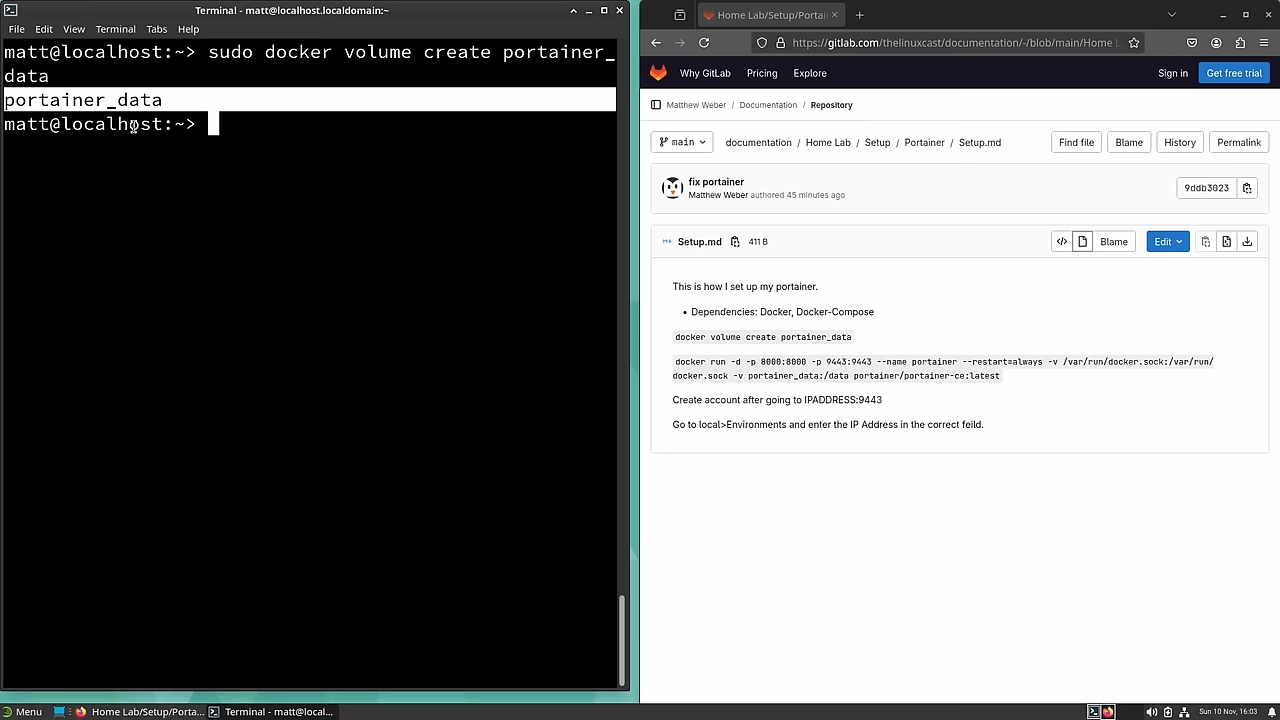 Terminal - matt@localhost.localdomain:~
File Edit View Terminal Tabs Help
matt@localhost:~> sudo docker volume create portainer_
data
portainer_data
matt@localhost:~>
Home Lab/Setup/Portai
https://gitlab.com/thelinuxcast/documentation/-/blob/main/Home L
Why GitLab Pricing Explore Sign in Get free trial
Matthew Weber / Documentation / Repository
main documentation / Home Lab / Setup / Portainer / Setup.md Find file Blame History Permalink
fix portainer
Matthew Weber authored 45 minutes ago
9ddb3023
Setup.md 411 B Blame Edit
This is how I set up my portainer.
• Dependencies: Docker, Docker-Compose
docker volume create portainer_data
docker run -d -p 8000:8000 -p 9443:9443 --name portainer --restart=always -v /var/run/docker.sock:/var/run/
docker.sock -v portainer_data:/data portainer/portainer-ce:latest
Create account after going to IPADDRESS:9443
Go to local>Environments and enter the IP Address in the correct feild.
Menu Home Lab/Setup/Porta... Terminal - matt@local... Sun 10 Nov, 16:03